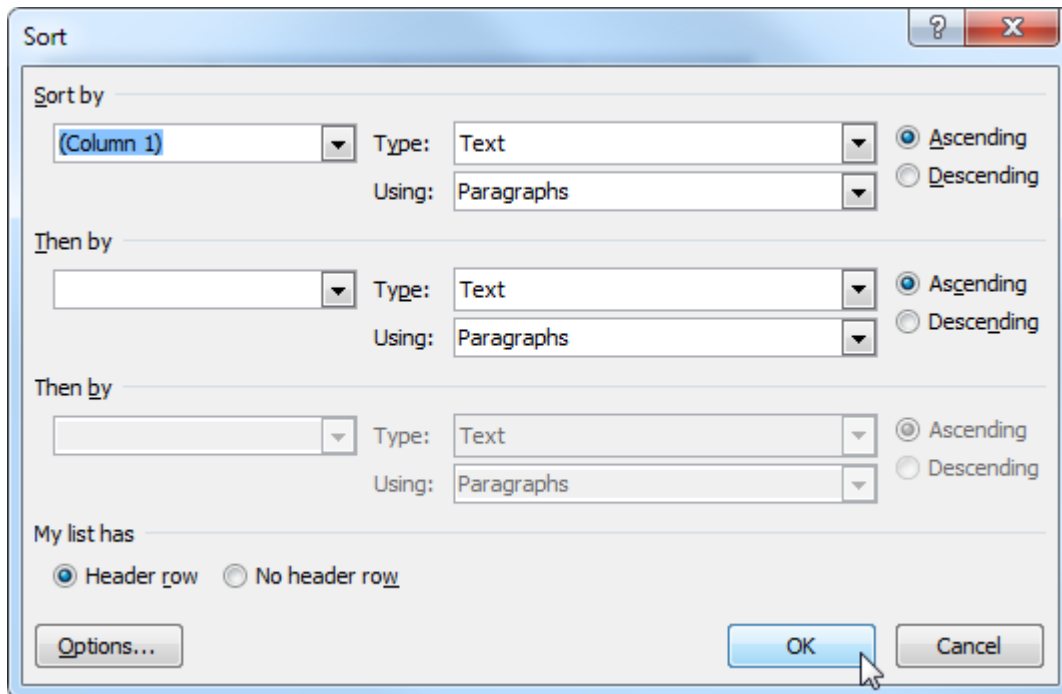 Sort
?
X
Sort by
(Column 1) Type: Text Ascending
Using: Paragraphs Descending
Then by
Type: Text Ascending
Using: Paragraphs Descending
Then by
Type: Text Ascending
Using: Paragraphs Descending
My list has
Header row No header row
Options... OK Cancel